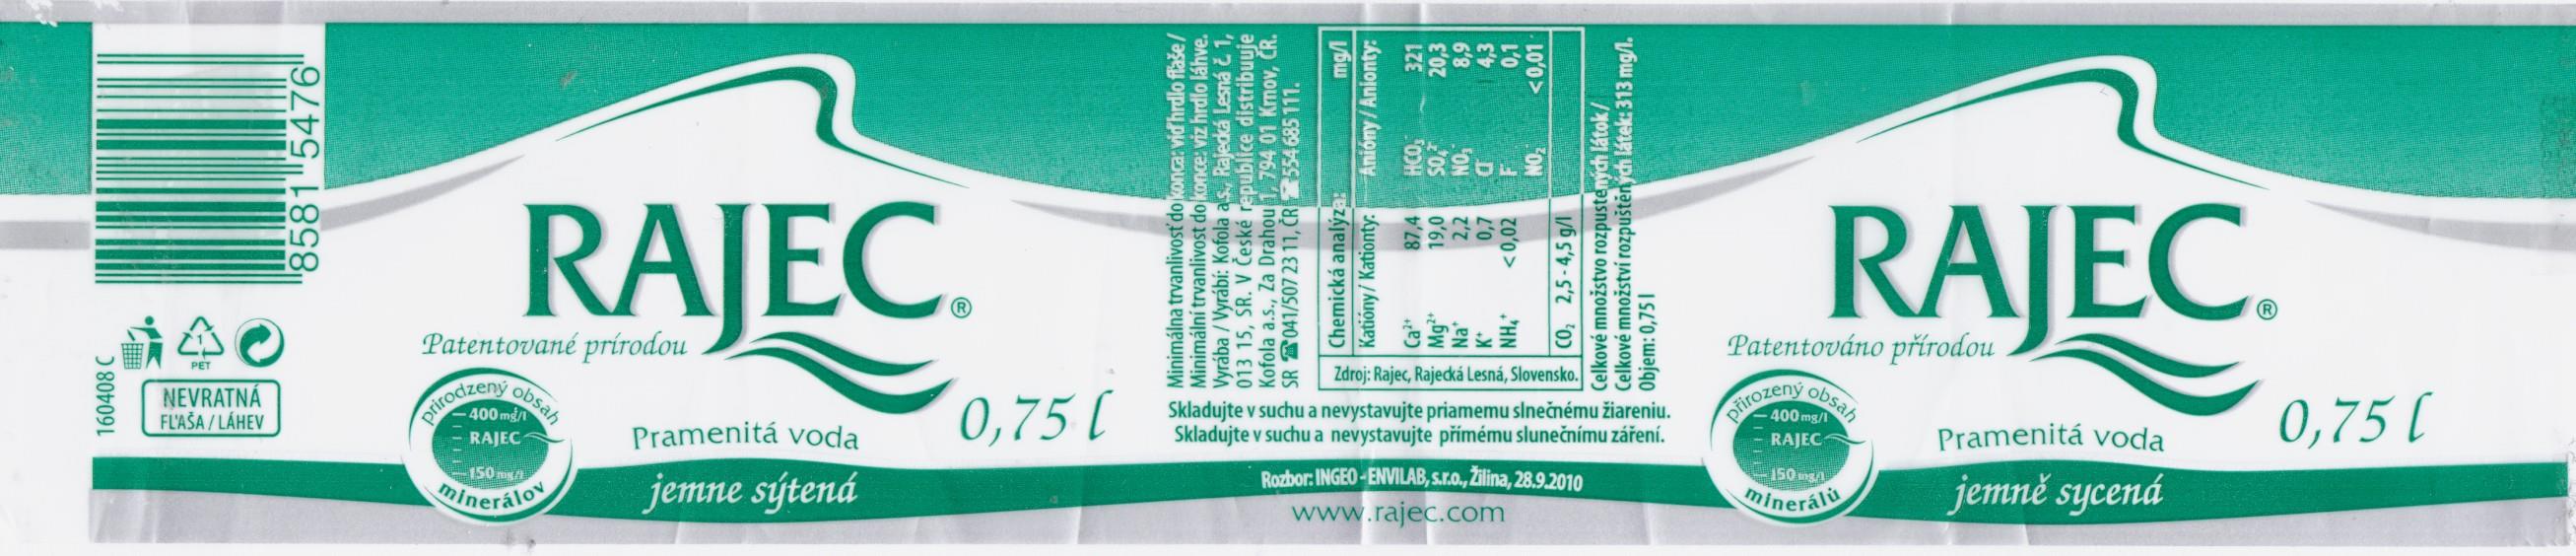 8581 15476
160408 C
PET
1
NEVRATNÁ
FĽAŠA / LÁHEV
RAJEC®
Patentované prírodou
prirodzený obsah
400 mg/l
RAJEC
150 mg/l
minerálov
Pramenitá voda
0,75 l
jemne sýtená
Minimálna trvanlivosť do konca: viď hrdlo fľaše /
Minimální trvanlivost do konce: viz hrdlo láhve.
Vyrába / Vyrábí: Kofola a.s., Rajecká Lesná č. 1,
013 15, SR. V České republice distribuuje
Kofola a.s., Za Drahou 1, 794 01 Krnov, ČR.
SR ☎ 041/507 23 11, ČR ☎ 554 685 111.
Chemická analýza: mg/l
Katióny / Kationty: Anióny / Anionty:
Ca²⁺ 87,4 HCO₃⁻ 321
Mg²⁺ 19,0 SO₄²⁻ 20,3
Na⁺ 2,2 NO₃⁻ 8,9
K⁺ 0,7 Cl⁻ 4,3
NH₄⁺ <0,02 F⁻ 0,1
NO₂⁻ <0,01
CO₂ 2,5 - 4,5 g/l
Zdroj: Rajec, Rajecká Lesná, Slovensko.
Celkové množstvo rozpustených látok /
Celkové množství rozpuštěných látek: 313 mg/l.
Objem: 0,75 l
Skladujte v suchu a nevystavujte priamemu slnečnému žiareniu.
Skladujte v suchu a nevystavujte přímému slunečnímu záření.
Rozbor: INGEO - ENVILAB, s.r.o., Žilina, 28.9.2010
www.rajec.com
RAJEC®
Patentováno přírodou
přirozený obsah
400 mg/l
RAJEC
150 mg/l
minerálů
Pramenitá voda
0,75 l
jemně sycená